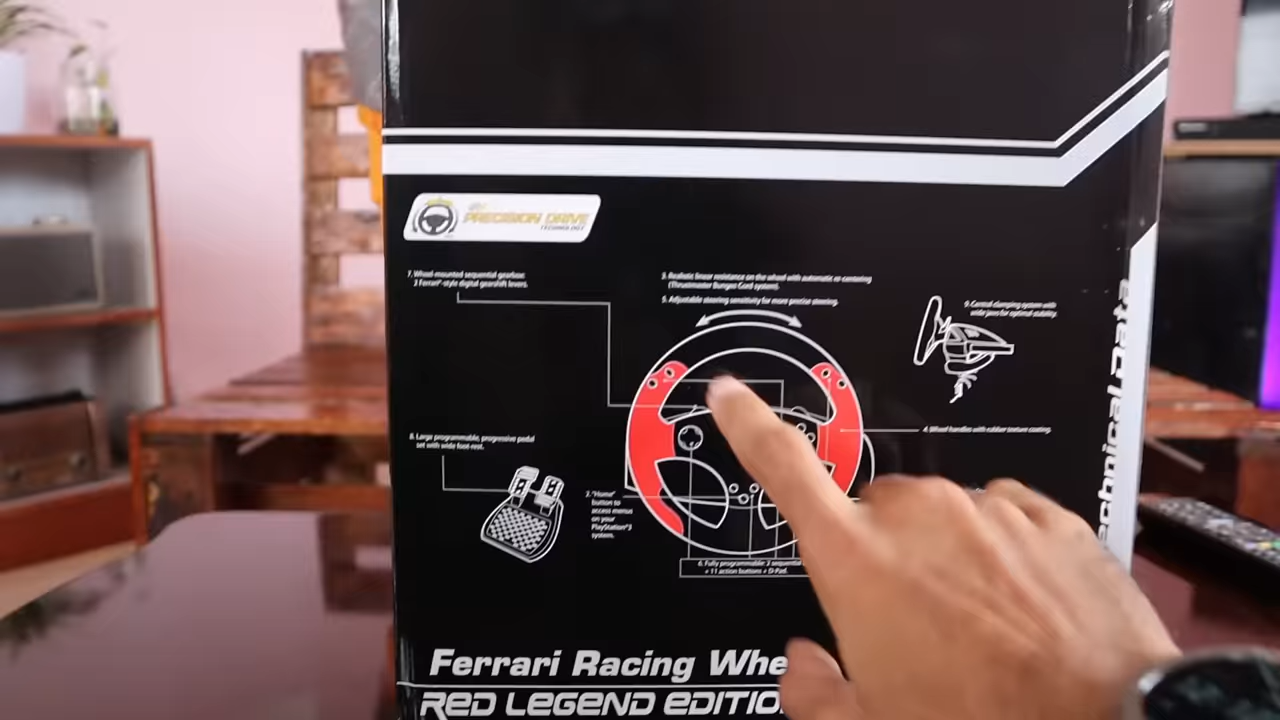 PRECISION DRIVE
TECHNOLOGY
7. Wheel-mounted sequential gearbox:
2 Ferrari®-style digital gearshift levers.
3. Realistic linear resistance on the wheel with automatic re-centering
(Thrustmaster Bungee Cord system).
5. Adjustable steering sensitivity for more precise steering.
9. Central clamping system with
wide jaws for optimal stability.
4. Wheel handles with rubber texture coating.
8. Large programmable, progressive pedal
set with wide foot-rest.
2. "Home"
button to
access menus
on your
PlayStation®3
system.
6. Fully programmable: 2 sequential
+ 11 action buttons + D-Pad.
echnical Data
Ferrari Racing Whe
RED LEGEND EDITIO